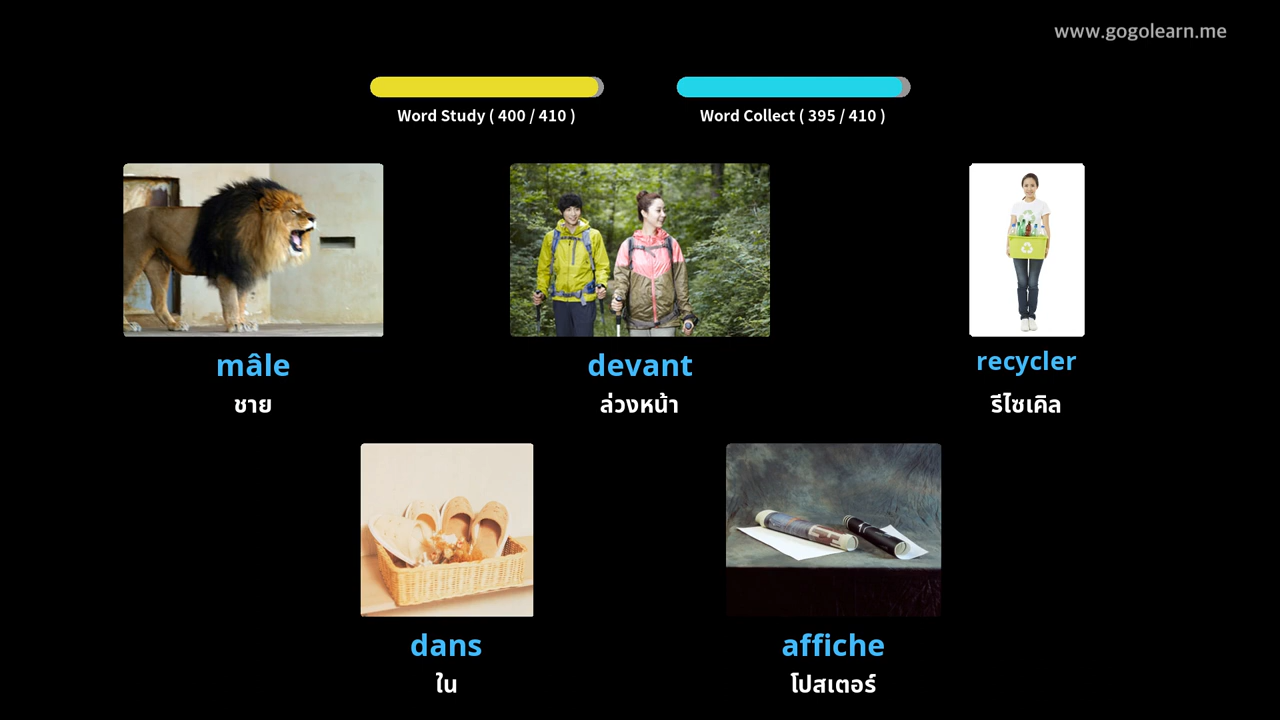 www.gogolearn.me
Word Study ( 400 / 410 )
Word Collect ( 395 / 410 )
mâle
ชาย
devant
ล่วงหน้า
recycler
รีไซเคิล
dans
ใน
affiche
โปสเตอร์